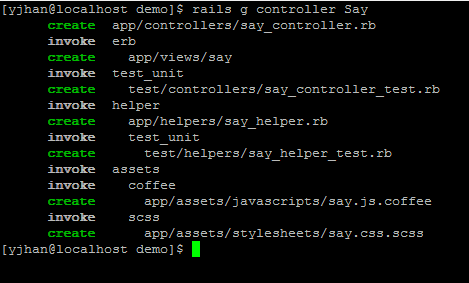 [yjhan@localhost demo]$ rails g controller Say
      create  app/controllers/say_controller.rb
      invoke  erb
      create    app/views/say
      invoke  test_unit
      create    test/controllers/say_controller_test.rb
      invoke  helper
      create    app/helpers/say_helper.rb
      invoke    test_unit
      create      test/helpers/say_helper_test.rb
      invoke  assets
      invoke    coffee
      create      app/assets/javascripts/say.js.coffee
      invoke    scss
      create      app/assets/stylesheets/say.css.scss
[yjhan@localhost demo]$